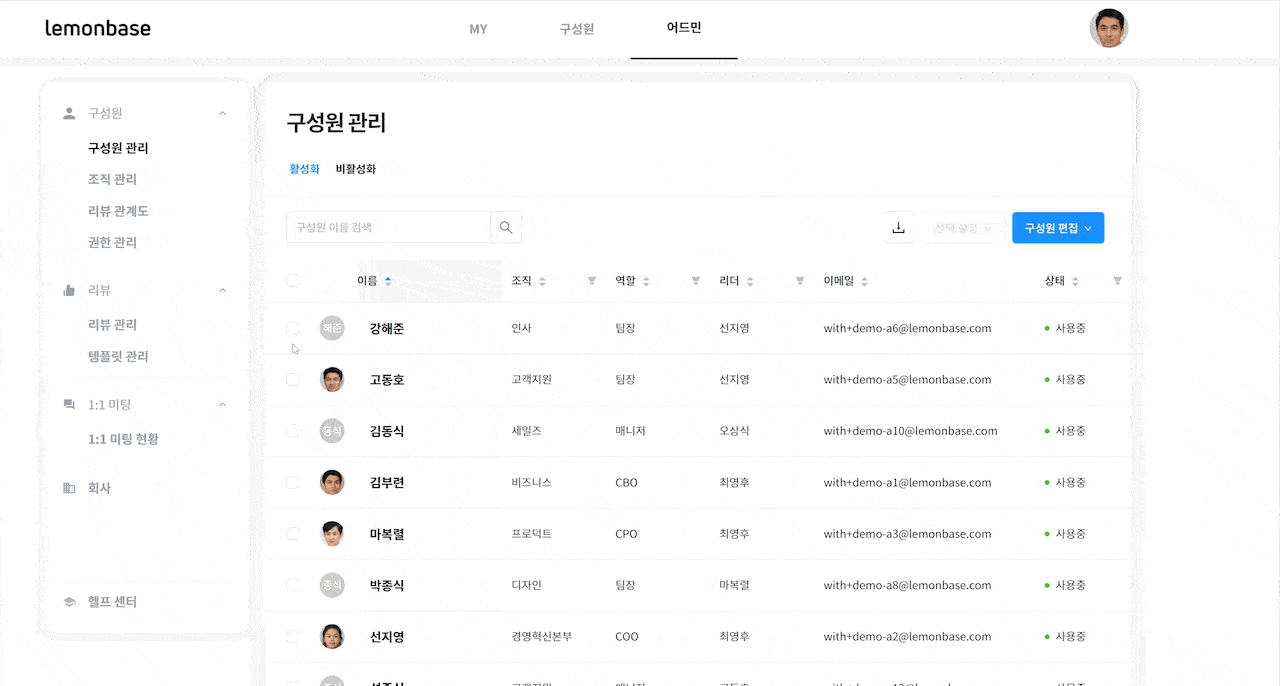 lemonbase
MY 구성원 어드민
구성원
구성원 관리
조직 관리
리뷰 관계도
권한 관리
리뷰
리뷰 관리
템플릿 관리
1:1 미팅
1:1 미팅 현황
회사
헬프 센터
구성원 관리
활성화 비활성화
구성원 이름 검색 선택 설정 구성원 편집
이름 조직 역할 리더 이메일 상태
해준 강해준 인사 팀장 선지영 with+demo-a6@lemonbase.com 사용중
고동호 고객지원 팀장 선지영 with+demo-a5@lemonbase.com 사용중
동식 김동식 세일즈 매니저 오상식 with+demo-a10@lemonbase.com 사용중
김부련 비즈니스 CBO 최영후 with+demo-a1@lemonbase.com 사용중
마복렬 프로덕트 CPO 최영후 with+demo-a3@lemonbase.com 사용중
종식 박종식 디자인 팀장 마복렬 with+demo-a8@lemonbase.com 사용중
선지영 경영혁신본부 COO 최영후 with+demo-a2@lemonbase.com 사용중